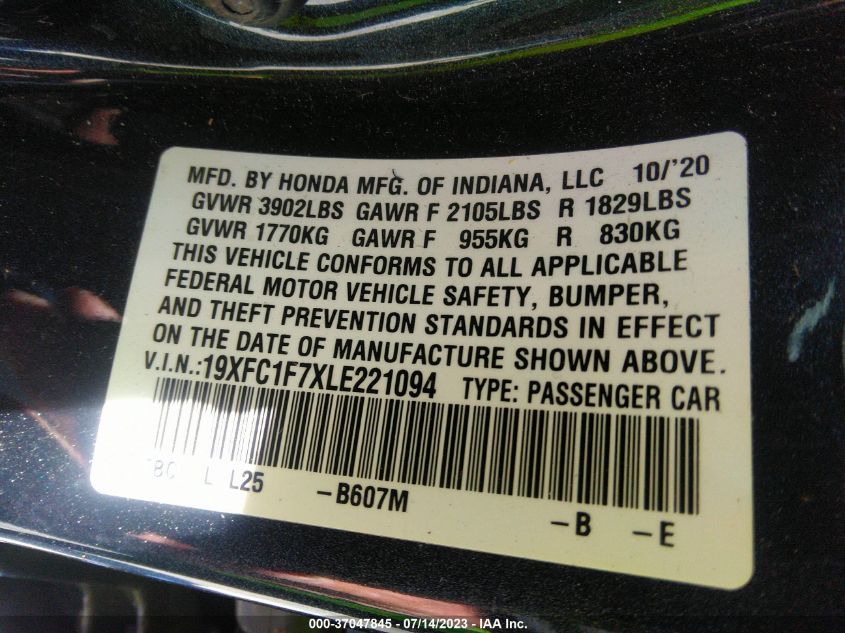 MFD. BY HONDA MFG. OF INDIANA, LLC 10/'20
GVWR 3902LBS GAWR F 2105LBS R 1829LBS
GVWR 1770KG GAWR F 955KG R 830KG
THIS VEHICLE CONFORMS TO ALL APPLICABLE
FEDERAL MOTOR VEHICLE SAFETY, BUMPER,
AND THEFT PREVENTION STANDARDS IN EFFECT
ON THE DATE OF MANUFACTURE SHOWN ABOVE.
V.I.N.:19XFC1F7XLE221094 TYPE: PASSENGER CAR
L L25 -B607M -B -E
000-37047845 - 07/14/2023 - IAA Inc.